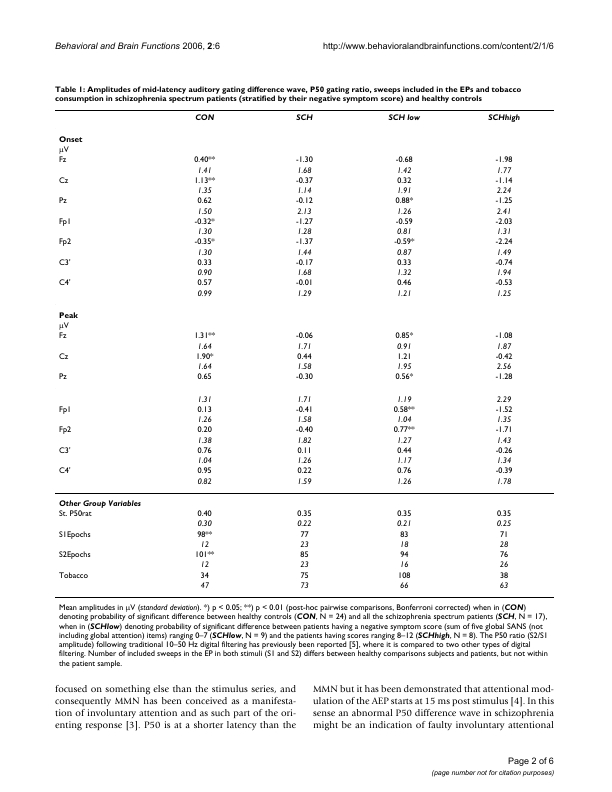 Behavioral and Brain Functions 2006, 2:6 http://www.behavioralandbrainfunctions.com/content/2/1/6
Table 1: Amplitudes of mid-latency auditory gating difference wave, P50 gating ratio, sweeps included in the EPs and tobacco
consumption in schizophrenia spectrum patients (stratified by their negative symptom score) and healthy controls
CON SCH SCH low SCHhigh
Onset
μV
Fz 0.40** -1.30 -0.68 -1.98
1.41 1.68 1.42 1.77
Cz 1.13** -0.37 0.32 -1.14
1.35 1.14 1.91 2.24
Pz 0.62 -0.12 0.88* -1.25
1.50 2.13 1.26 2.41
Fp1 -0.32* -1.27 -0.59 -2.03
1.30 1.28 0.81 1.31
Fp2 -0.35* -1.37 -0.59* -2.24
1.30 1.44 0.87 1.49
C3' 0.33 -0.17 0.33 -0.74
0.90 1.68 1.32 1.94
C4' 0.57 -0.01 0.46 -0.53
0.99 1.29 1.21 1.25
Peak
μV
Fz 1.31** -0.06 0.85* -1.08
1.64 1.71 0.91 1.87
Cz 1.90* 0.44 1.21 -0.42
1.64 1.58 1.95 2.56
Pz 0.65 -0.30 0.56* -1.28
1.31 1.71 1.19 2.29
Fp1 0.13 -0.41 0.58** -1.52
1.26 1.58 1.04 1.35
Fp2 0.20 -0.40 0.77** -1.71
1.38 1.82 1.27 1.43
C3' 0.76 0.11 0.44 -0.26
1.04 1.26 1.17 1.34
C4' 0.95 0.22 0.76 -0.39
0.82 1.59 1.26 1.78
Other Group Variables
St. P50rat 0.40 0.35 0.35 0.35
0.30 0.22 0.21 0.25
S1Epochs 98** 77 83 71
12 23 18 28
S2Epochs 101** 85 94 76
12 23 16 26
Tobacco 34 75 108 38
47 73 66 63
Mean amplitudes in μV (standard deviation). *) p < 0.05; **) p < 0.01 (post-hoc pairwise comparisons, Bonferroni corrected) when in (CON)
denoting probability of significant difference between healthy controls (CON, N = 24) and all the schizophrenia spectrum patients (SCH, N = 17),
when in (SCHlow) denoting probability of significant difference between patients having a negative symptom score (sum of five global SANS (not
including global attention) items) ranging 0–7 (SCHlow, N = 9) and the patients having scores ranging 8–12 (SCHhigh, N = 8). The P50 ratio (S2/S1
amplitude) following traditional 10–50 Hz digital filtering has previously been reported [5], where it is compared to two other types of digital
filtering. Number of included sweeps in the EP in both stimuli (S1 and S2) differs between healthy comparisons subjects and patients, but not within
the patient sample.
focused on something else than the stimulus series, and
consequently MMN has been conceived as a manifesta-
tion of involuntary attention and as such part of the ori-
enting response [3]. P50 is at a shorter latency than the
MMN but it has been demonstrated that attentional mod-
ulation of the AEP starts at 15 ms post stimulus [4]. In this
sense an abnormal P50 difference wave in schizophrenia
might be an indication of faulty involuntary attentional
Page 2 of 6
(page number not for citation purposes)